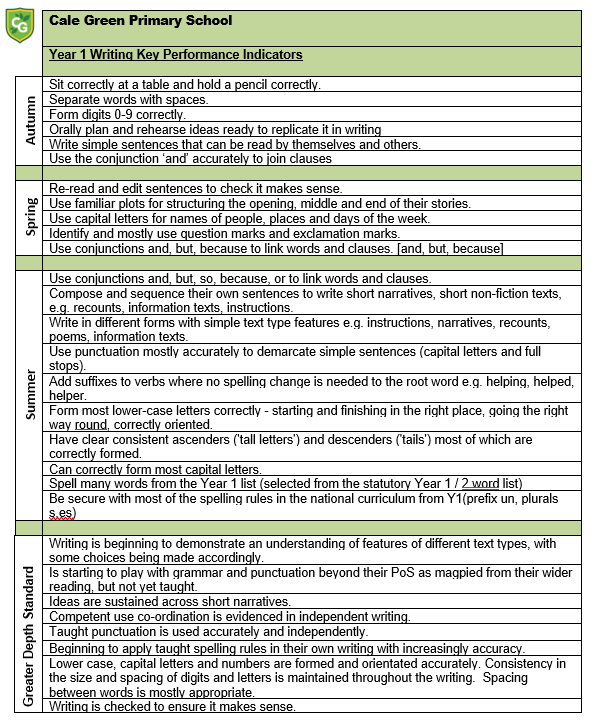 CG
Cale Green Primary School
Year 1 Writing Key Performance Indicators
Autumn
Sit correctly at a table and hold a pencil correctly.
Separate words with spaces.
Form digits 0-9 correctly.
Orally plan and rehearse ideas ready to replicate it in writing
Write simple sentences that can be read by themselves and others.
Use the conjunction ‘and’ accurately to join clauses
Spring
Re-read and edit sentences to check it makes sense.
Use familiar plots for structuring the opening, middle and end of their stories.
Use capital letters for names of people, places and days of the week.
Identify and mostly use question marks and exclamation marks.
Use conjunctions and, but, because to link words and clauses. [and, but, because]
Summer
Use conjunctions and, but, so, because, or to link words and clauses.
Compose and sequence their own sentences to write short narratives, short non-fiction texts,
e.g. recounts, information texts, instructions.
Write in different forms with simple text type features e.g. instructions, narratives, recounts,
poems, information texts.
Use punctuation mostly accurately to demarcate simple sentences (capital letters and full
stops).
Add suffixes to verbs where no spelling change is needed to the root word e.g. helping, helped,
helper.
Form most lower-case letters correctly - starting and finishing in the right place, going the right
way round, correctly oriented.
Have clear consistent ascenders ('tall letters') and descenders ('tails') most of which are
correctly formed.
Can correctly form most capital letters.
Spell many words from the Year 1 list (selected from the statutory Year 1 / 2 word list)
Be secure with most of the spelling rules in the national curriculum from Y1(prefix un, plurals
s,es)
Greater Depth Standard
Writing is beginning to demonstrate an understanding of features of different text types, with
some choices being made accordingly.
Is starting to play with grammar and punctuation beyond their PoS as magpied from their wider
reading, but not yet taught.
Ideas are sustained across short narratives.
Competent use co-ordination is evidenced in independent writing.
Taught punctuation is used accurately and independently.
Beginning to apply taught spelling rules in their own writing with increasingly accuracy.
Lower case, capital letters and numbers are formed and orientated accurately. Consistency in
the size and spacing of digits and letters is maintained throughout the writing. Spacing
between words is mostly appropriate.
Writing is checked to ensure it makes sense.